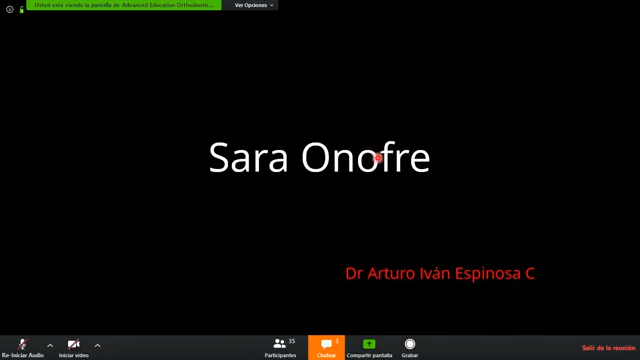 Usted está viendo la pantalla de Advanced Education Orthodontic...
Ver Opciones
Sara Onofre
Dr Arturo Iván Espinosa C
Re-Iniciar Audio
Iniciar video
Participantes
35
Chatear
3
Compartir pantalla
Grabar
Salir de la reunión